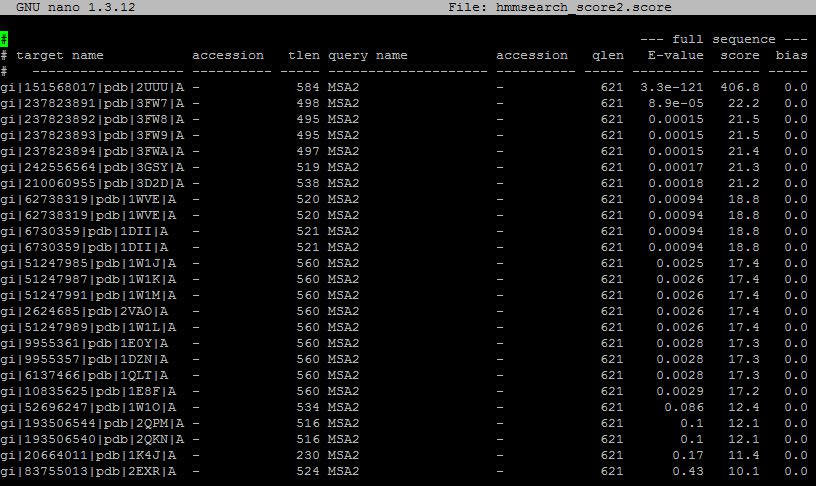 GNU nano 1.3.12 File: hmmsearch_score2.score
# --- full sequence ---
# target name accession tlen query name accession qlen E-value score bias
# ------------------- ---------- ----- -------------------- ---------- ----- --------- ------ -----
gi|151568017|pdb|2UUU|A - 584 MSA2 - 621 3.3e-121 406.8 0.0
gi|237823891|pdb|3FW7|A - 498 MSA2 - 621 8.9e-05 22.2 0.0
gi|237823892|pdb|3FW8|A - 495 MSA2 - 621 0.00015 21.5 0.0
gi|237823893|pdb|3FW9|A - 495 MSA2 - 621 0.00015 21.5 0.0
gi|237823894|pdb|3FWA|A - 497 MSA2 - 621 0.00015 21.4 0.0
gi|242556564|pdb|3GSY|A - 519 MSA2 - 621 0.00017 21.3 0.0
gi|210060955|pdb|3D2D|A - 538 MSA2 - 621 0.00018 21.2 0.0
gi|62738319|pdb|1WVE|A - 520 MSA2 - 621 0.00094 18.8 0.0
gi|62738319|pdb|1WVE|A - 520 MSA2 - 621 0.00094 18.8 0.0
gi|6730359|pdb|1DII|A - 521 MSA2 - 621 0.00094 18.8 0.0
gi|6730359|pdb|1DII|A - 521 MSA2 - 621 0.00094 18.8 0.0
gi|51247985|pdb|1W1J|A - 560 MSA2 - 621 0.0025 17.4 0.0
gi|51247987|pdb|1W1K|A - 560 MSA2 - 621 0.0026 17.4 0.0
gi|51247991|pdb|1W1M|A - 560 MSA2 - 621 0.0026 17.4 0.0
gi|2624685|pdb|2VAO|A - 560 MSA2 - 621 0.0026 17.4 0.0
gi|51247989|pdb|1W1L|A - 560 MSA2 - 621 0.0026 17.4 0.0
gi|9955361|pdb|1E0Y|A - 560 MSA2 - 621 0.0028 17.3 0.0
gi|9955357|pdb|1DZN|A - 560 MSA2 - 621 0.0028 17.3 0.0
gi|6137466|pdb|1QLT|A - 560 MSA2 - 621 0.0028 17.3 0.0
gi|10835625|pdb|1E8F|A - 560 MSA2 - 621 0.0029 17.2 0.0
gi|52696247|pdb|1W1O|A - 534 MSA2 - 621 0.086 12.4 0.0
gi|193506544|pdb|2QPM|A - 516 MSA2 - 621 0.1 12.1 0.0
gi|193506540|pdb|2QKN|A - 516 MSA2 - 621 0.1 12.1 0.0
gi|20664011|pdb|1K4J|A - 230 MSA2 - 621 0.17 11.4 0.0
gi|83755013|pdb|2EXR|A - 524 MSA2 - 621 0.43 10.1 0.0